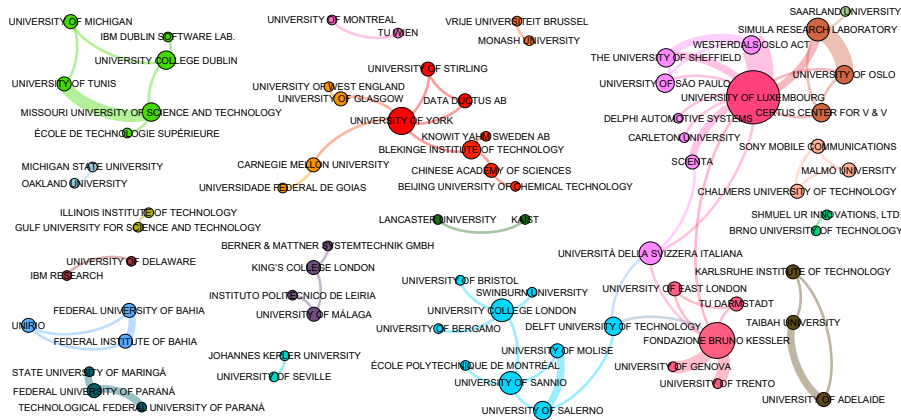 UNIVERSITY OF MICHIGAN
IBM DUBLIN SOFTWARE LAB.
UNIVERSITY COLLEGE DUBLIN
UNIVERSITY OF TUNIS
MISSOURI UNIVERSITY OF SCIENCE AND TECHNOLOGY
ÉCOLE DE TECHNOLOGIE SUPÉRIEURE
MICHIGAN STATE UNIVERSITY
OAKLAND UNIVERSITY
ILLINOIS INSTITUTE OF TECHNOLOGY
GULF UNIVERSITY FOR SCIENCE AND TECHNOLOGY
UNIVERSITY OF DELAWARE
IBM RESEARCH
FEDERAL UNIVERSITY OF BAHIA
UNIRIO
FEDERAL INSTITUTE OF BAHIA
STATE UNIVERSITY OF MARINGÁ
FEDERAL UNIVERSITY OF PARANÁ
TECHNOLOGICAL FEDERAL UNIVERSITY OF PARANÁ
UNIVERSITY OF MONTREAL
TU WIEN
VRIJE UNIVERSITEIT BRUSSEL
MONASH UNIVERSITY
UNIVERSITY OF STIRLING
UNIVERSITY OF WEST ENGLAND
UNIVERSITY OF GLASGOW
DATA DUCTUS AB
UNIVERSITY OF YORK
KNOWIT YAHM SWEDEN AB
BLEKINGE INSTITUTE OF TECHNOLOGY
CARNEGIE MELLON UNIVERSITY
CHINESE ACADEMY OF SCIENCES
UNIVERSIDADE FEDERAL DE GOIAS
BEIJING UNIVERSITY OF CHEMICAL TECHNOLOGY
LANCASTER UNIVERSITY
KAIST
BERNER & MATTNER SYSTEMTECHNIK GMBH
KING'S COLLEGE LONDON
INSTITUTO POLITECNICO DE LEIRIA
UNIVERSITY OF MÁLAGA
JOHANNES KEPLER UNIVERSITY
UNIVERSITY OF SEVILLE
UNIVERSITY OF BRISTOL
SWINBURN UNIVERSITY
UNIVERSITY COLLEGE LONDON
UNIVERSITY OF BERGAMO
DELFT UNIVERSITY OF TECHNOLOGY
UNIVERSITY OF MOLISE
ÉCOLE POLYTECHNIQUE DE MONTRÉAL
UNIVERSITY OF SANNIO
UNIVERSITY OF SALERNO
SAARLAND UNIVERSITY
SIMULA RESEARCH LABORATORY
WESTERDALS OSLO ACT
THE UNIVERSITY OF SHEFFIELD
UNIVERSITY OF OSLO
UNIVERSITY OF SÃO PAULO
UNIVERSITY OF LUXEMBOURG
CERTUS CENTER FOR V & V
DELPHI AUTOMOTIVE SYSTEMS
CARLETON UNIVERSITY
SONY MOBILE COMMUNICATIONS
SCIENTA
MALMÖ UNIVERSITY
CHALMERS UNIVERSITY OF TECHNOLOGY
SHMUEL UR INNOVATIONS, LTD.
BRNO UNIVERSITY OF TECHNOLOGY
UNIVERSITÀ DELLA SVIZZERA ITALIANA
KARLSRUHE INSTITUTE OF TECHNOLOGY
UNIVERSITY OF EAST LONDON
TU DARMSTADT
TAIBAH UNIVERSITY
FONDAZIONE BRUNO KESSLER
UNIVERSITY OF GENOVA
UNIVERSITY OF TRENTO
UNIVERSITY OF ADELAIDE